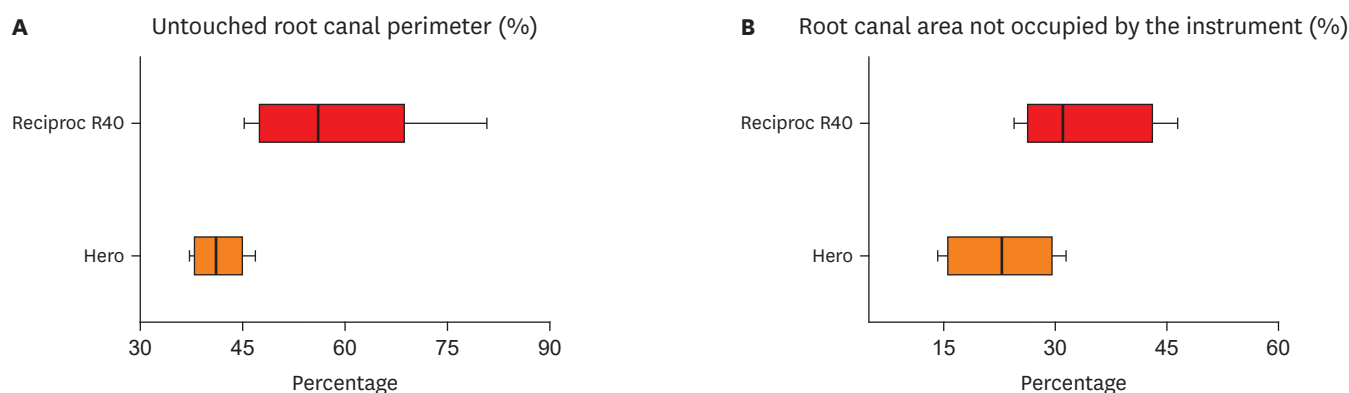 A Untouched root canal perimeter (%)
Reciproc R40
Hero
30 45 60 75 90
Percentage
B Root canal area not occupied by the instrument (%)
Reciproc R40
Hero
15 30 45 60
Percentage